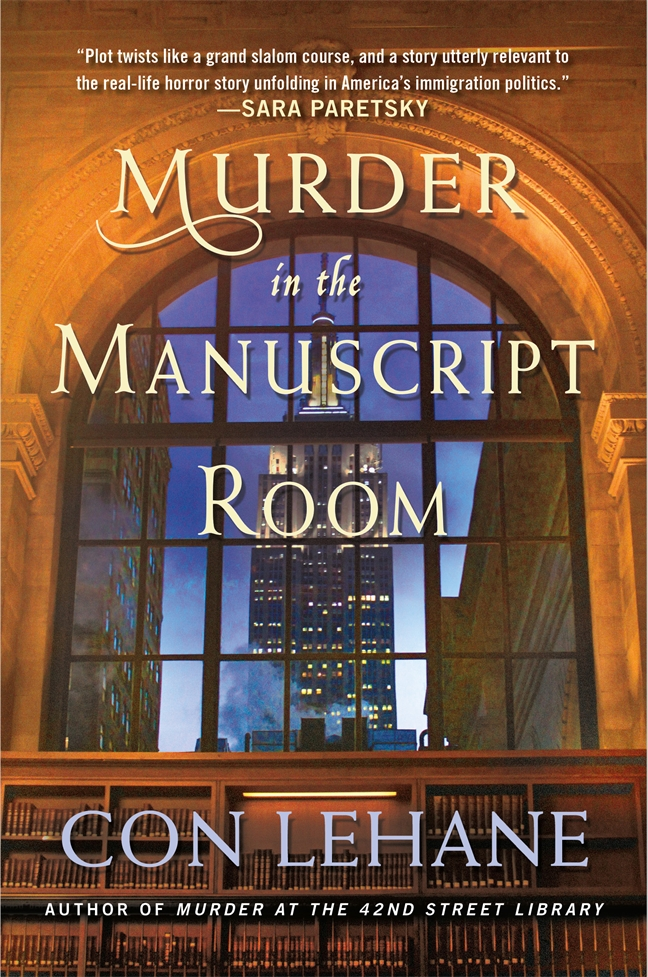 “Plot twists like a grand slalom course, and a story utterly relevant to
the real-life horror story unfolding in America’s immigration politics.”
—SARA PARETSKY
MURDER
in the
MANUSCRIPT
ROOM
CON LEHANE
AUTHOR OF MURDER AT THE 42ND STREET LIBRARY